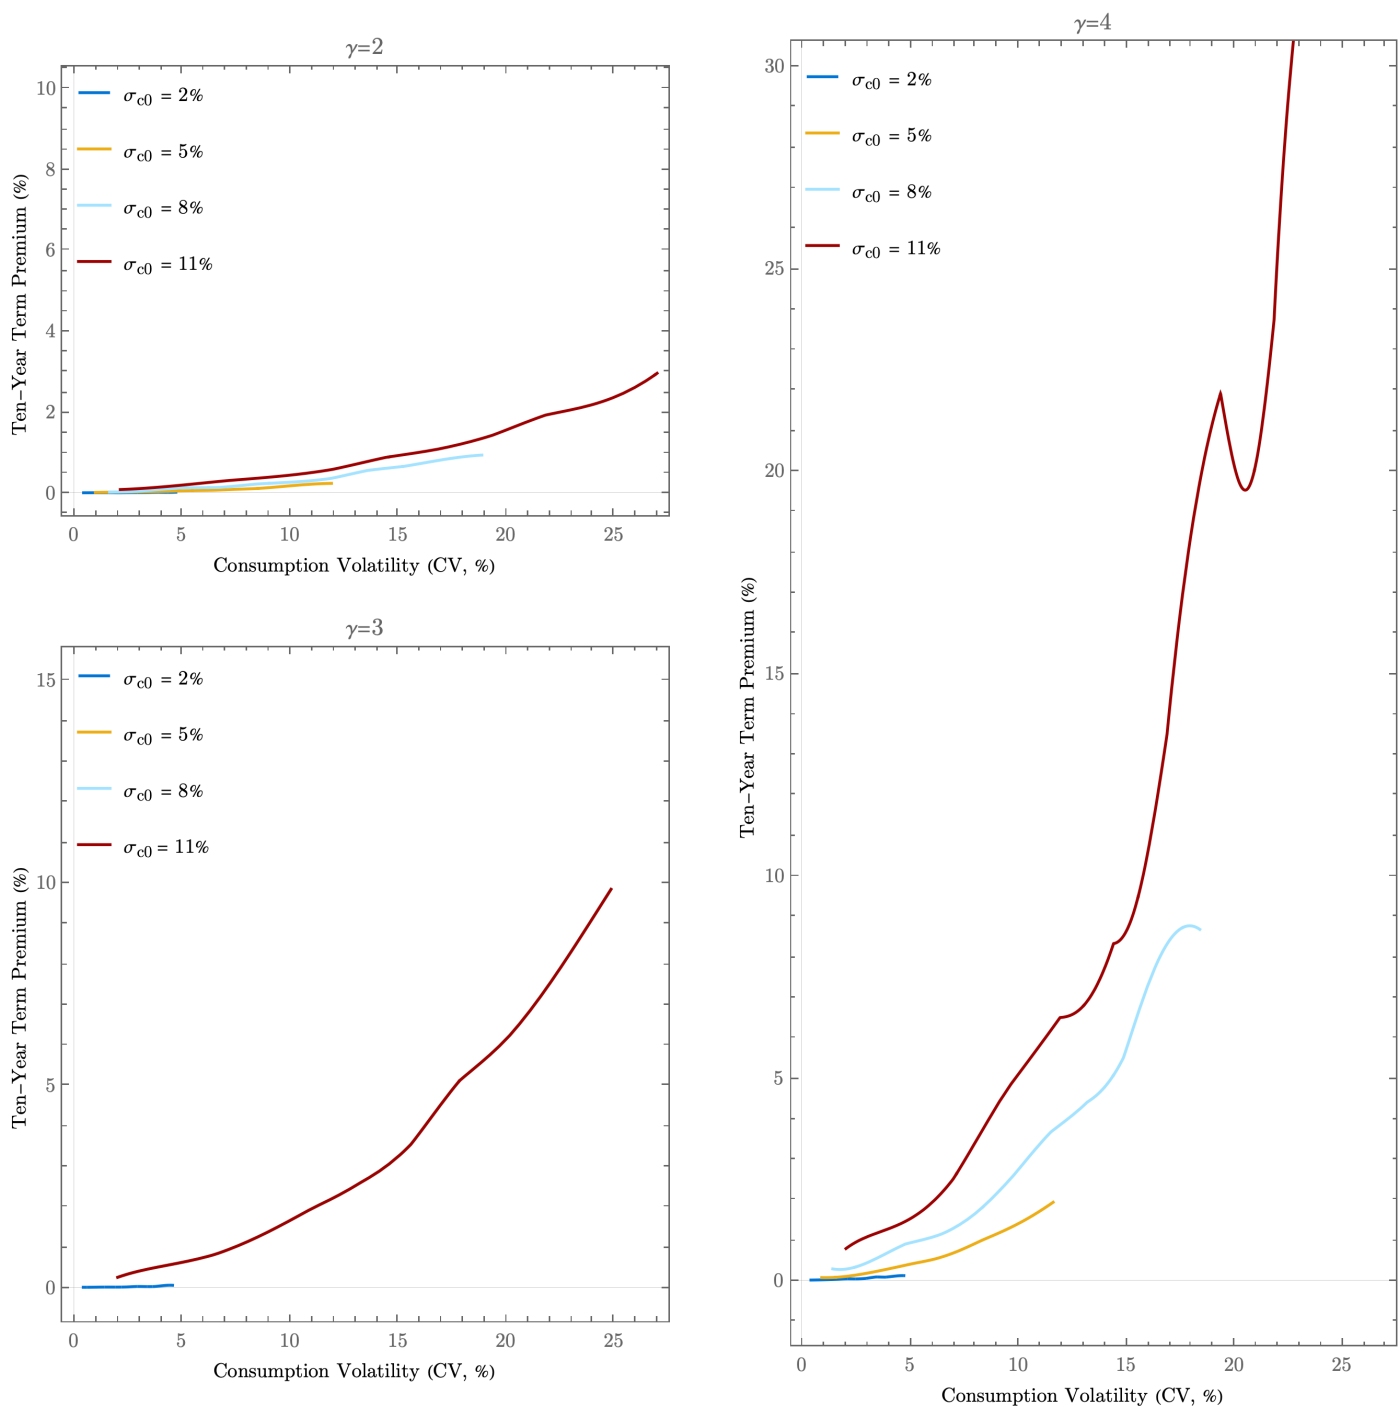 γ=2
10
8
6
4
2
0
Ten−Year Term Premium (%)
σc0 = 2%
σc0 = 5%
σc0 = 8%
σc0 = 11%
0 5 10 15 20 25
Consumption Volatility (CV, %)
γ=3
15
10
5
0
Ten−Year Term Premium (%)
σc0 = 2%
σc0 = 5%
σc0 = 8%
σc0 = 11%
0 5 10 15 20 25
Consumption Volatility (CV, %)
γ=4
30
25
20
15
10
5
0
Ten−Year Term Premium (%)
σc0 = 2%
σc0 = 5%
σc0 = 8%
σc0 = 11%
0 5 10 15 20 25
Consumption Volatility (CV, %)